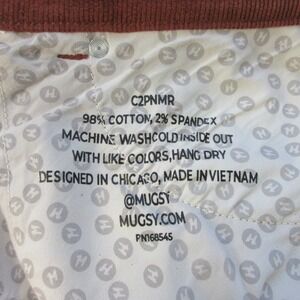 C2PNMR
98% COTTON, 2% SPANDEX
MACHINE WASH COLD INSIDE OUT
WITH LIKE COLORS, HANG DRY
DESIGNED IN CHICAGO, MADE IN VIETNAM
@MUGSY
MUGSY.COM
PN168545